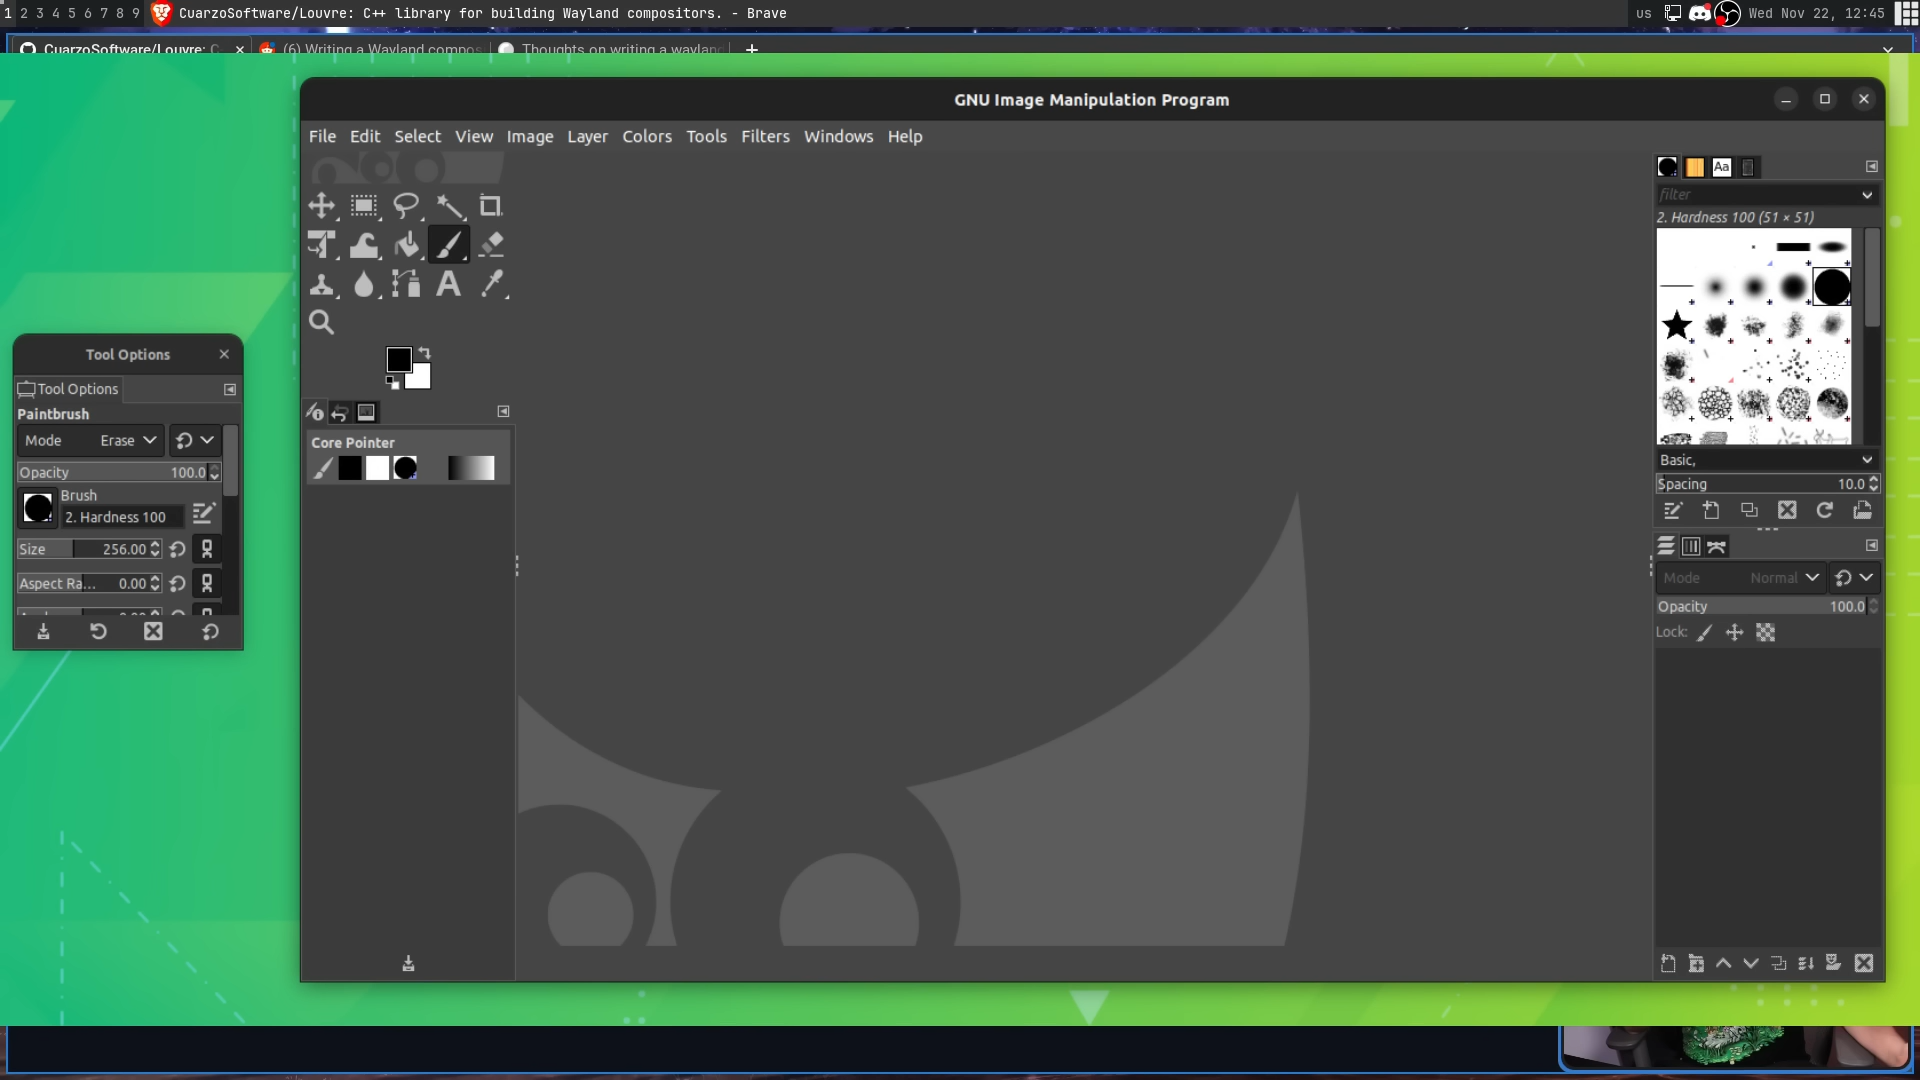 1 2 3 4 5 6 7 8 9 CuarzoSoftware/Louvre: C++ library for building Wayland compositors. - Brave
us Wed Nov 22, 12:45
CuarzoSoftware/Louvre: C
(6) Writing a Wayland compos
Thoughts on writing a wayland
GNU Image Manipulation Program
File Edit Select View Image Layer Colors Tools Filters Windows Help
Tool Options
Tool Options
Paintbrush
Mode Erase
Opacity 100.0
Brush
2. Hardness 100
Size 256.00
Aspect Ra... 0.00
Core Pointer
Aa
filter
2. Hardness 100 (51 × 51)
Basic,
Spacing 10.0
Mode Normal
Opacity 100.0
Lock: